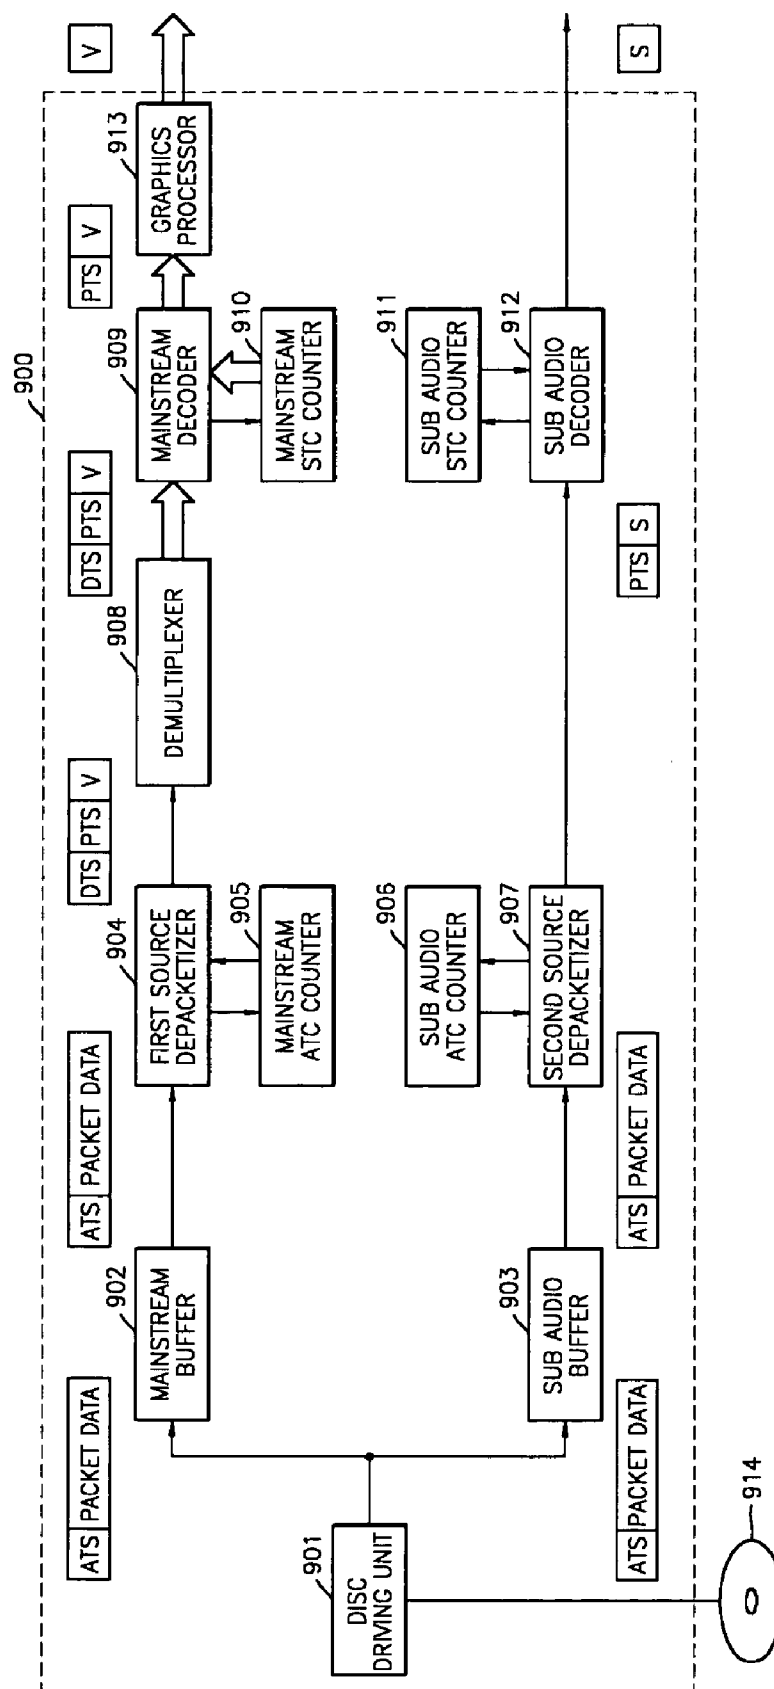 900
V
PTS V
DTS PTS V
DTS PTS V
ATS PACKET DATA
ATS PACKET DATA
913
GRAPHICS
PROCESSOR
909
MAINSTREAM
DECODER
910
MAINSTREAM
STC COUNTER
908
DEMULTIPLEXER
904
FIRST SOURCE
DEPACKETIZER
905
MAINSTREAM
ATC COUNTER
902
MAINSTREAM
BUFFER
901
DISC
DRIVING UNIT
911
SUB AUDIO
STC COUNTER
912
SUB AUDIO
DECODER
906
SUB AUDIO
ATC COUNTER
907
SECOND SOURCE
DEPACKETIZER
903
SUB AUDIO
BUFFER
S
PTS S
ATS PACKET DATA
ATS PACKET DATA
914